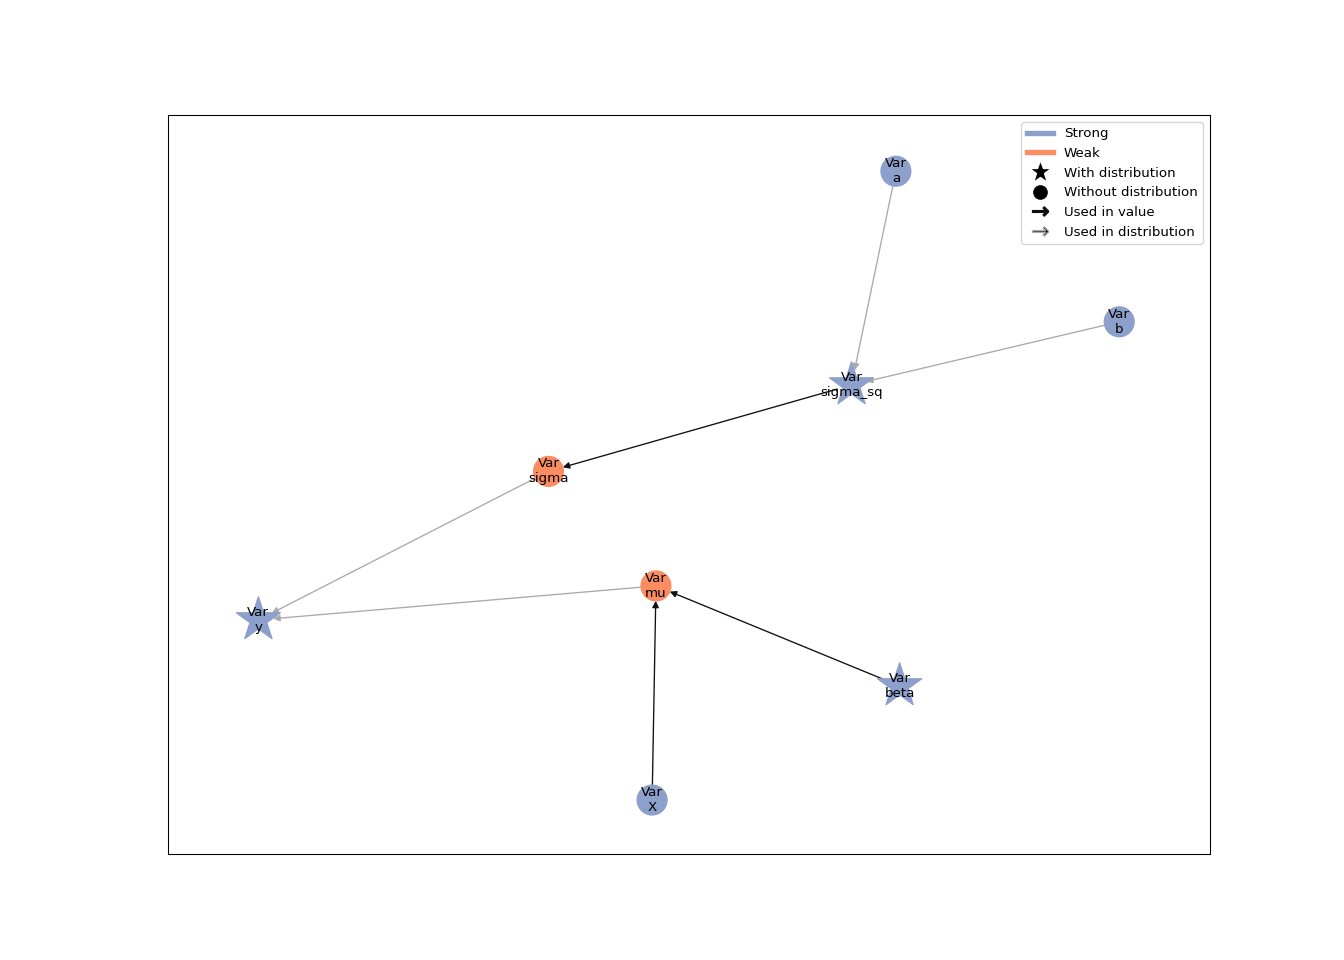 Strong
Weak
With distribution
Without distribution
Used in value
Used in distribution
Var
a
Var
b
Var
sigma_sq
Var
sigma
Var
mu
Var
y
Var
beta
Var
X